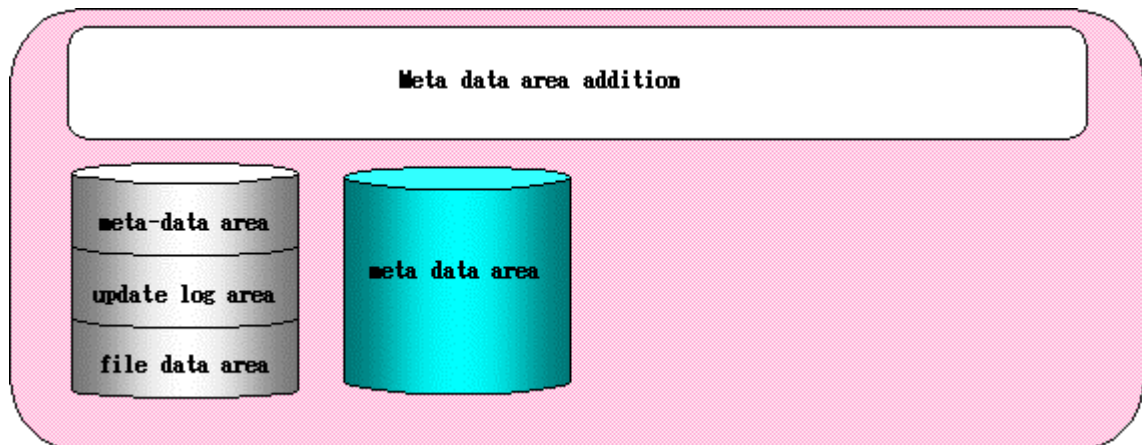 Meta data area addition
meta-data area
update log area
file data area
meta data area